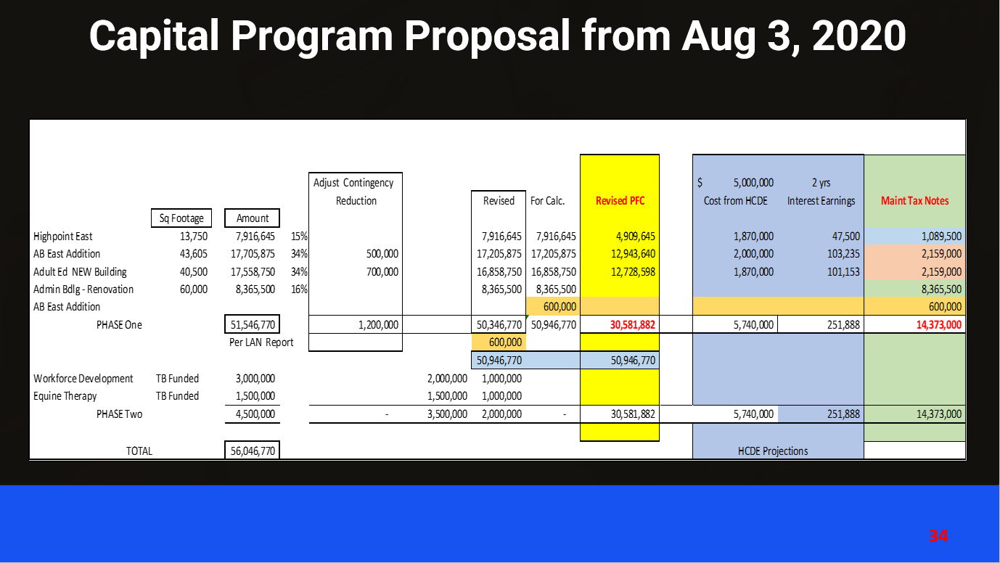 Capital Program Proposal from Aug 3, 2020
Adjust Contingency $ 5,000,000 2 yrs
Reduction Revised For Calc. Revised PFC Cost from HCDE Interest Earnings Maint Tax Notes
Sq Footage Amount
Highpoint East 13,750 7,916,645 15% 7,916,645 7,916,645 4,909,645 1,870,000 47,500 1,089,500
AB East Addition 43,605 17,705,875 34% 500,000 17,205,875 17,205,875 12,943,640 2,000,000 103,235 2,159,000
Adult Ed NEW Building 40,500 17,558,750 34% 700,000 16,858,750 16,858,750 12,728,598 1,870,000 101,153 2,159,000
Admin Bdlg - Renovation 60,000 8,365,500 16% 8,365,500 8,365,500 8,365,500
AB East Addition 600,000 600,000
PHASE One 51,546,770 1,200,000 50,346,770 50,946,770 30,581,882 5,740,000 251,888 14,373,000
Per LAN Report 600,000
50,946,770 50,946,770
Workforce Development TB Funded 3,000,000 2,000,000 1,000,000
Equine Therapy TB Funded 1,500,000 1,500,000 1,000,000
PHASE Two 4,500,000 - 3,500,000 2,000,000 - 30,581,882 5,740,000 251,888 14,373,000
TOTAL 56,046,770 HCDE Projections
34